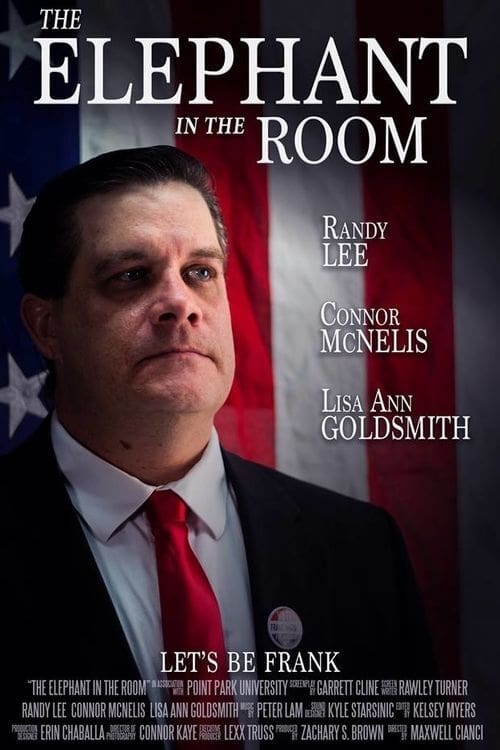 THE
ELEPHANT
IN THE
ROOM
RANDY
LEE
CONNOR
MCNELIS
LISA ANN
GOLDSMITH
LET'S BE FRANK
"THE ELEPHANT IN THE ROOM" IN ASSOCIATION WITH POINT PARK UNIVERSITY SCREENPLAY BY GARRETT CLINE SCREEN WRITER RAWLEY TURNER
RANDY LEE CONNOR MCNELIS LISA ANN GOLDSMITH MUSIC BY PETER LAM SOUND DESIGNER KYLE STARSINIC EDITED BY KELSEY MYERS
PRODUCTION DESIGNER ERIN CHABALLA DIRECTOR OF PHOTOGRAPHY CONNOR KAYE EXECUTIVE PRODUCER LEXX TRUSS PRODUCED BY ZACHARY S. BROWN DIRECTED BY MAXWELL CIANCI